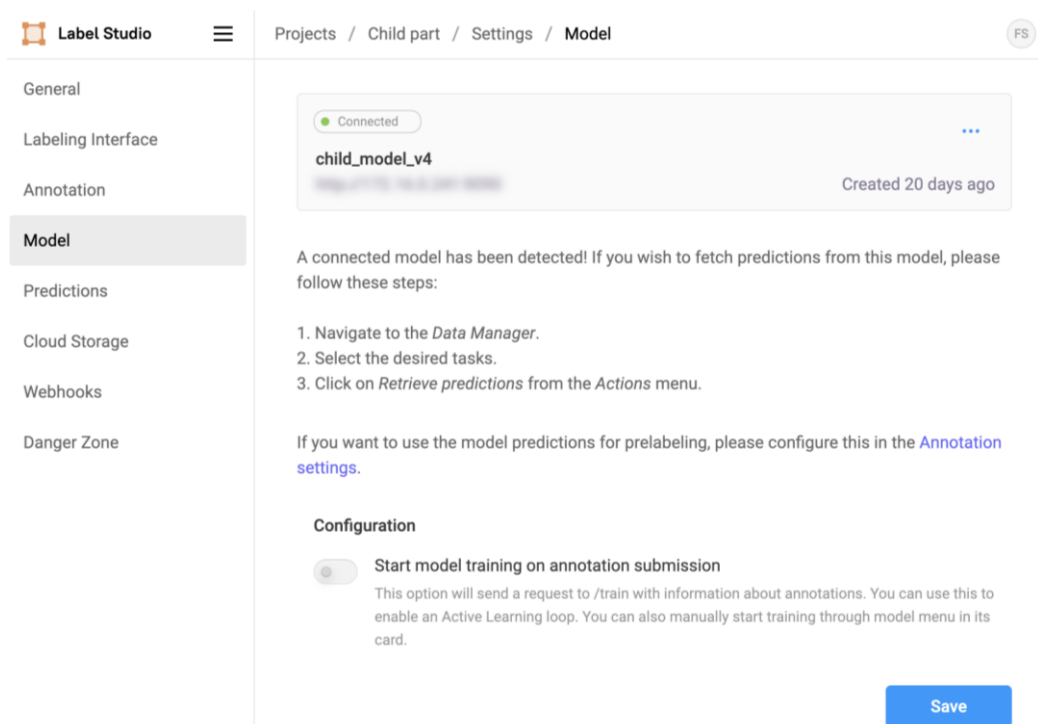 Label Studio
Projects / Child part / Settings / Model
FS
General
Labeling Interface
Annotation
Model
Predictions
Cloud Storage
Webhooks
Danger Zone
Connected
child_model_v4
Created 20 days ago
A connected model has been detected! If you wish to fetch predictions from this model, please
follow these steps:
1. Navigate to the Data Manager.
2. Select the desired tasks.
3. Click on Retrieve predictions from the Actions menu.
If you want to use the model predictions for prelabeling, please configure this in the Annotation
settings.
Configuration
Start model training on annotation submission
This option will send a request to /train with information about annotations. You can use this to
enable an Active Learning loop. You can also manually start training through model menu in its
card.
Save